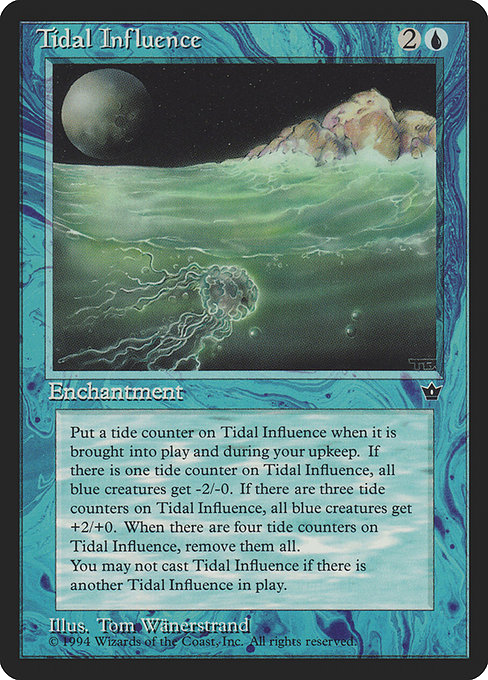 Tidal Influence 2
Enchantment
Put a tide counter on Tidal Influence when it is
brought into play and during your upkeep. If
there is one tide counter on Tidal Influence, all
blue creatures get -2/-0. If there are three tide
counters on Tidal Influence, all blue creatures get
+2/+0. When there are four tide counters on
Tidal Influence, remove them all.
You may not cast Tidal Influence if there is
another Tidal Influence in play.
Illus. Tom Wänerstrand
© 1994 Wizards of the Coast, Inc. All rights reserved.